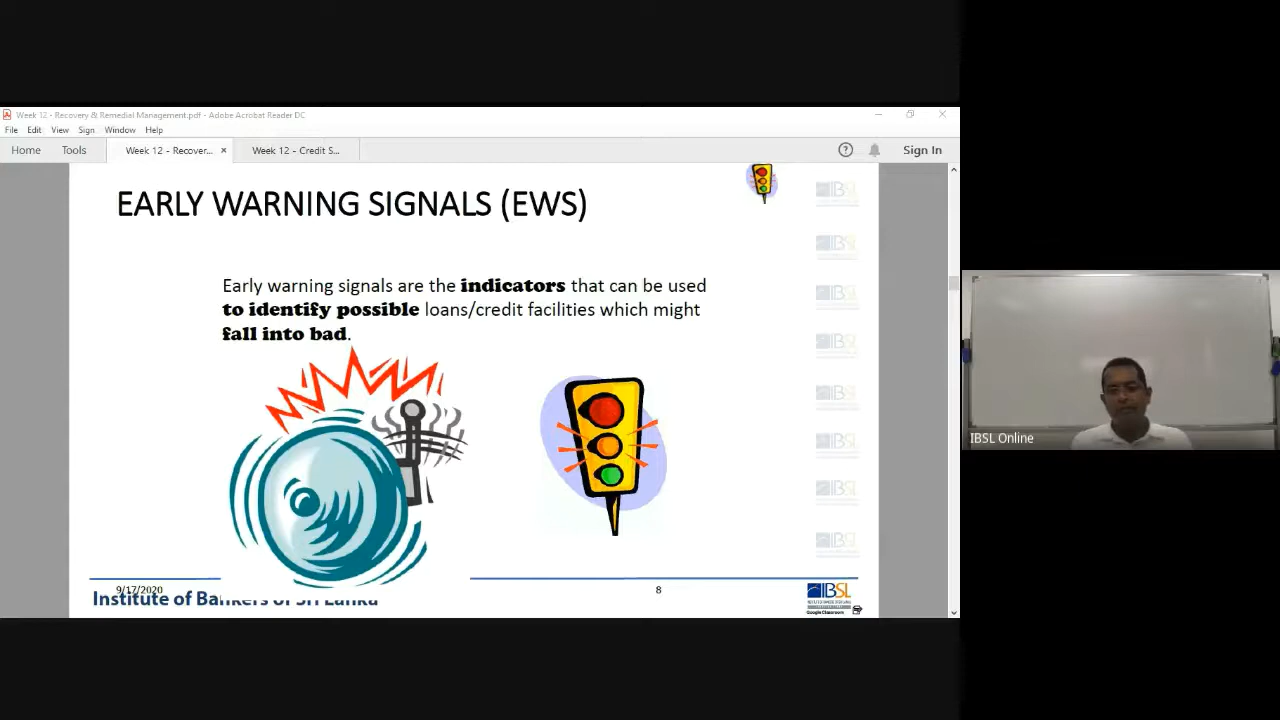 Week 12 - Recovery & Remedial Management.pdf - Adobe Acrobat Reader DC
File Edit View Sign Window Help
Home Tools Week 12 - Recover... × Week 12 - Credit S... Sign In
EARLY WARNING SIGNALS (EWS)
Early warning signals are the indicators that can be used
to identify possible loans/credit facilities which might
fall into bad.
IBSL Online
9/17/2020
8
Institute of Bankers of Sri Lanka
IBSL
Google Classroom